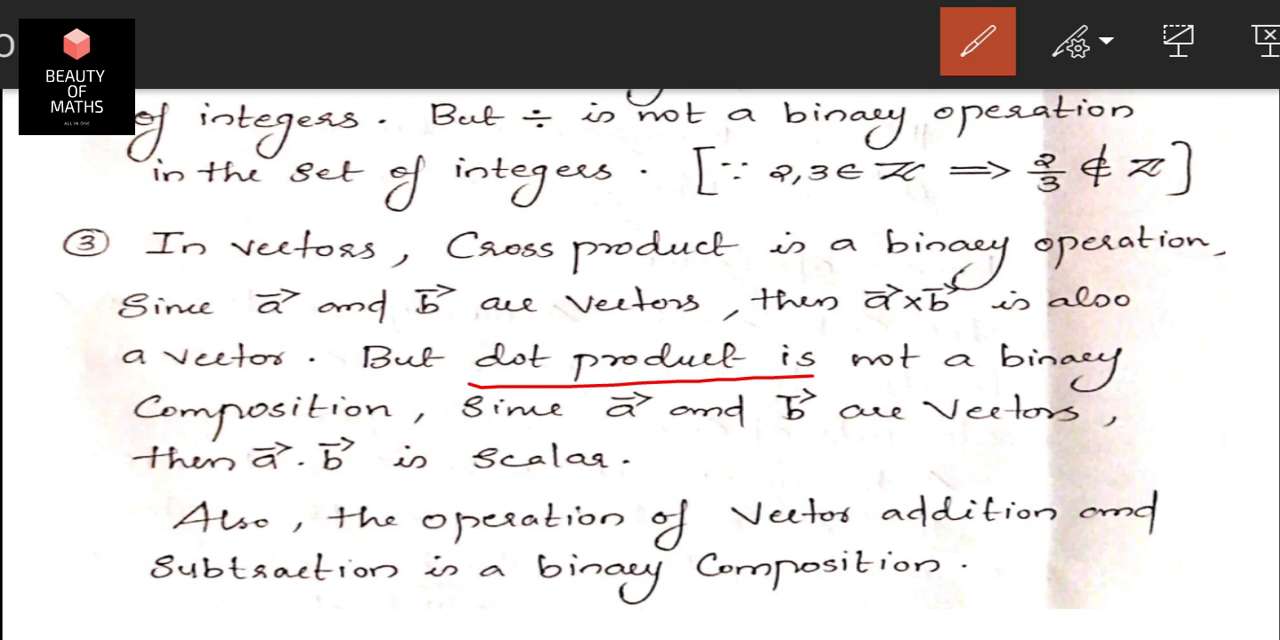 BEAUTY
OF
MATHS
ALL IN ONE
of integers. But ÷ is not a binary operation
in the set of integers. [∵ 2,3 ∈ ℤ ⟹ 2/3 ∉ ℤ]
③ In vectors, Cross product is a binary operation,
Since a⃗ and b⃗ are vectors, then a⃗×b⃗ is also
a vector. But dot product is not a binary
Composition, Since a⃗ and b⃗ are vectors,
then a⃗.b⃗ is scalar.
Also, the operation of Vector addition and
Subtraction is a binary Composition.